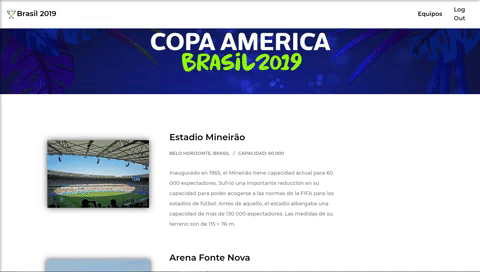 Brasil 2019
Equipos
Log
Out
COPA AMERICA
BRASIL2019
Estadio Mineirão
BELO HORIZONTE, BRASIL / CAPACIDAD: 60 000
Inaugurado en 1965, el Mineirão tiene capacidad actual para 60
000 espectadores. Sufrió una importante reducción en su
capacidad para poder acogerse a las normas de la FIFA para los
estadios de fútbol. Antes de aquello, el estadio albergaba una
capacidad de más de 130 000 espectadores. Las medidas de su
terreno son de 115 × 76 m.
Arena Fonte Nova